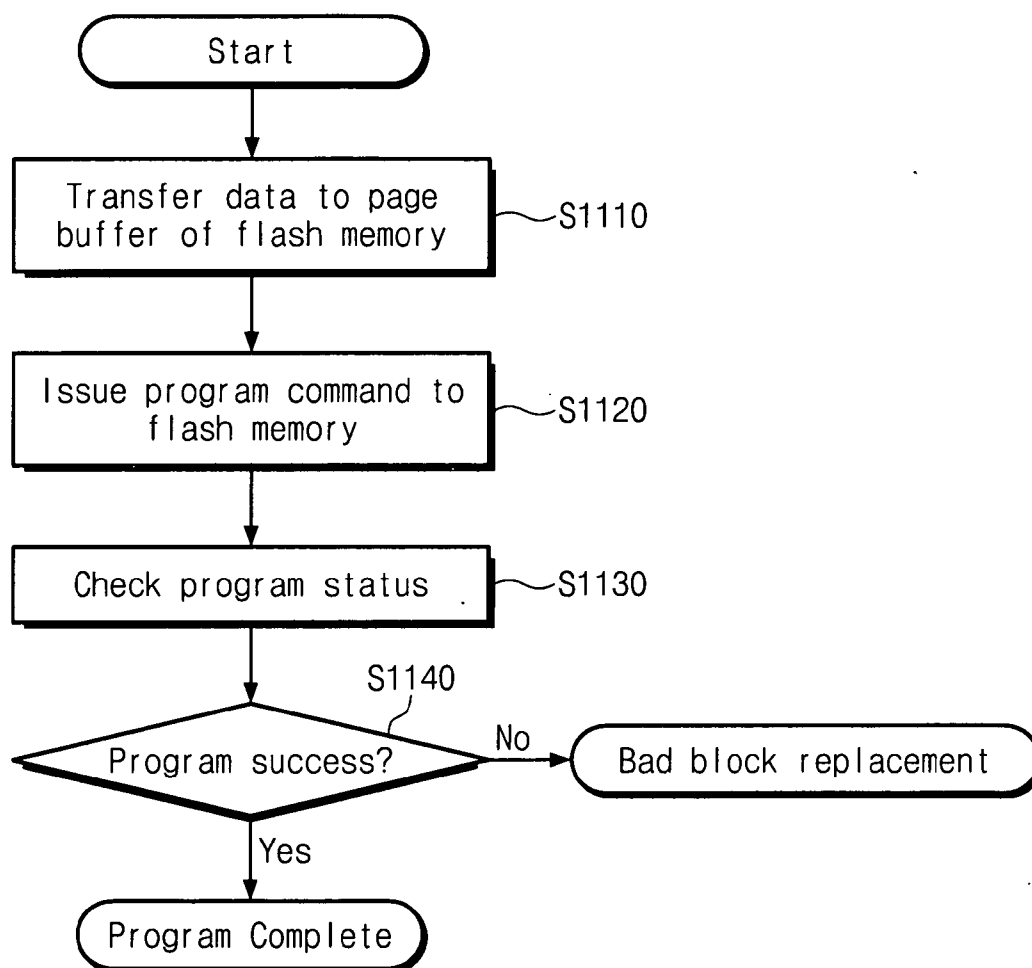 Start
Transfer data to page
buffer of flash memory
S1110
Issue program command to
flash memory
S1120
Check program status
S1130
S1140
Program success?
No
Bad block replacement
Yes
Program Complete